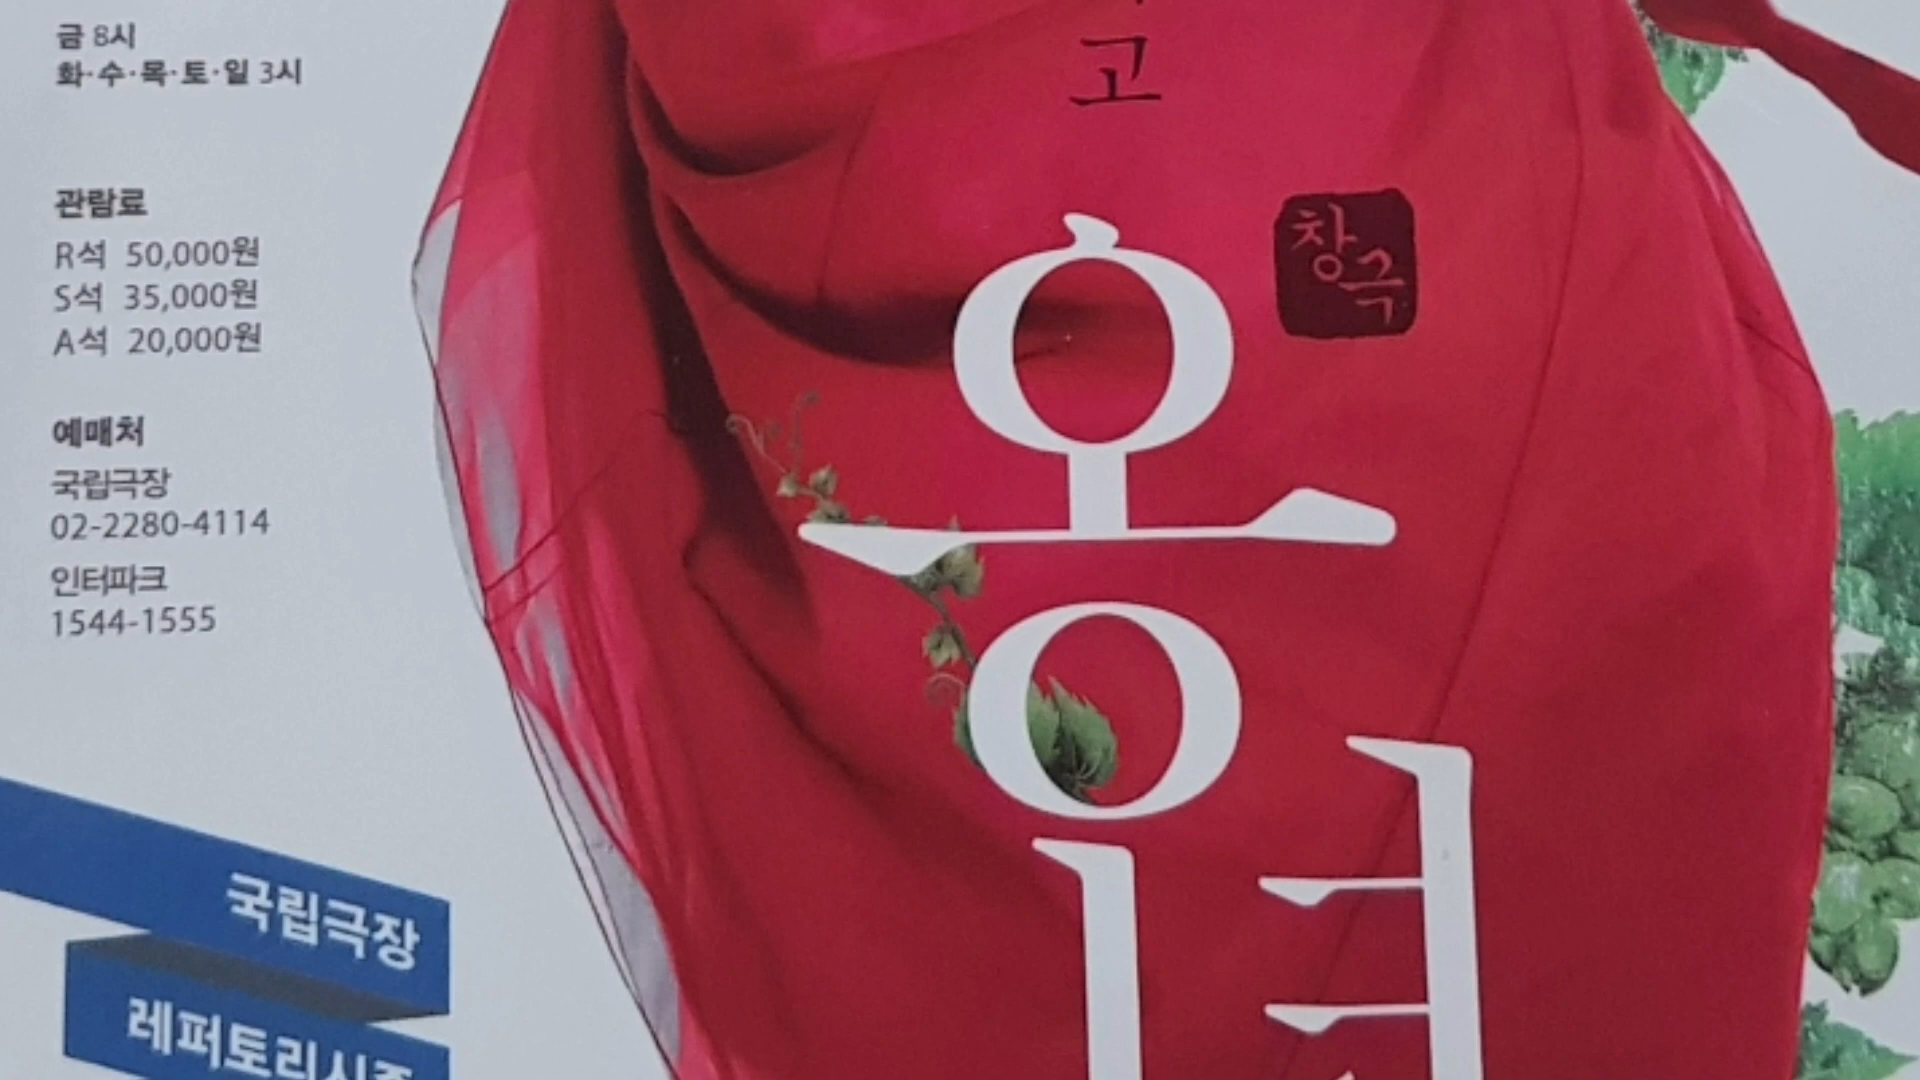 금 8시
화·수·목·토·일 3시
관람료
R석 50,000원
S석 35,000원
A석 20,000원
예매처
국립극장
02-2280-4114
인터파크
1544-1555
국립극장
고
창극
오